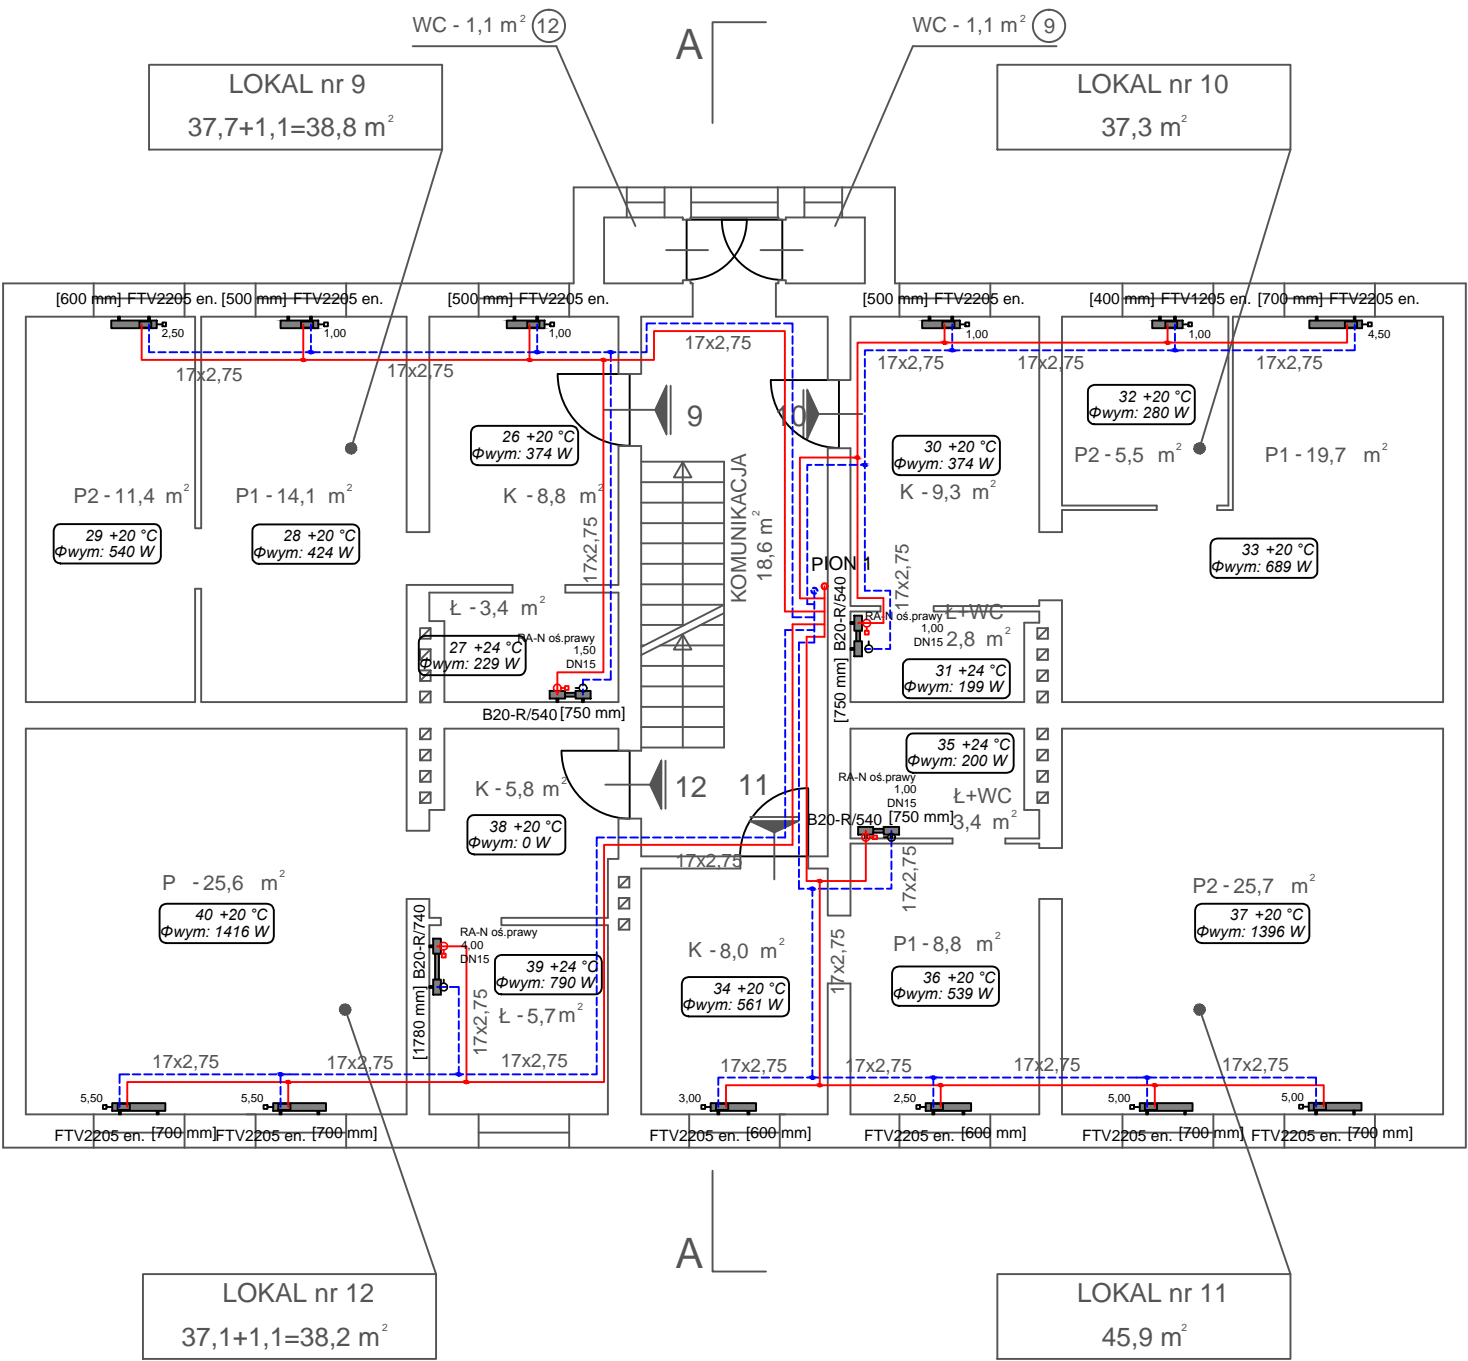 WC - 1,1 m² 12
WC - 1,1 m² 9
A
LOKAL nr 9
37,7+1,1=38,8 m²
LOKAL nr 10
37,3 m²
[600 mm] FTV2205 en.
[500 mm] FTV2205 en.
[500 mm] FTV2205 en.
[500 mm] FTV2205 en.
[400 mm] FTV1205 en.
[700 mm] FTV2205 en.
2,50
1,00
1,00
1,00
1,00
4,50
17x2,75
17x2,75
17x2,75
17x2,75
17x2,75
17x2,75
9
10
26 +20 °C
Φwym: 374 W
30 +20 °C
Φwym: 374 W
32 +20 °C
Φwym: 280 W
P2 - 11,4 m²
P1 - 14,1 m²
K - 8,8 m²
K - 9,3 m²
P2 - 5,5 m²
P1 - 19,7 m²
29 +20 °C
Φwym: 540 W
28 +20 °C
Φwym: 424 W
33 +20 °C
Φwym: 689 W
17x2,75
KOMUNIKACJA
18,6 m²
PION 1
17x2,75
Ł - 3,4 m²
27 +24 °C
Φwym: 229 W
RA-N oś.prawy
1,50
DN15
B20-R/540 [750 mm]
[750 mm] B20-R/540
RA-N oś.prawy
1,00
DN15
Ł+WC
2,8 m²
31 +24 °C
Φwym: 199 W
35 +24 °C
Φwym: 200 W
RA-N oś.prawy
1,00
DN15
Ł+WC
3,4 m²
B20-R/540 [750 mm]
K - 5,8 m²
12
11
38 +20 °C
Φwym: 0 W
17x2,75
17x2,75
P - 25,6 m²
40 +20 °C
Φwym: 1416 W
[1780 mm] B20-R/740
RA-N oś.prawy
4,00
DN15
39 +24 °C
Φwym: 790 W
Ł - 5,7m²
17x2,75
K - 8,0 m²
34 +20 °C
Φwym: 561 W
17x2,75
P1 - 8,8 m²
36 +20 °C
Φwym: 539 W
P2 - 25,7 m²
37 +20 °C
Φwym: 1396 W
17x2,75
17x2,75
17x2,75
17x2,75
17x2,75
17x2,75
17x2,75
5,50
5,50
3,00
2,50
5,00
5,00
FTV2205 en. [700 mm]
FTV2205 en. [700 mm]
FTV2205 en. [600 mm]
FTV2205 en. [600 mm]
FTV2205 en. [700 mm]
FTV2205 en. [700 mm]
A
LOKAL nr 12
37,1+1,1=38,2 m²
LOKAL nr 11
45,9 m²